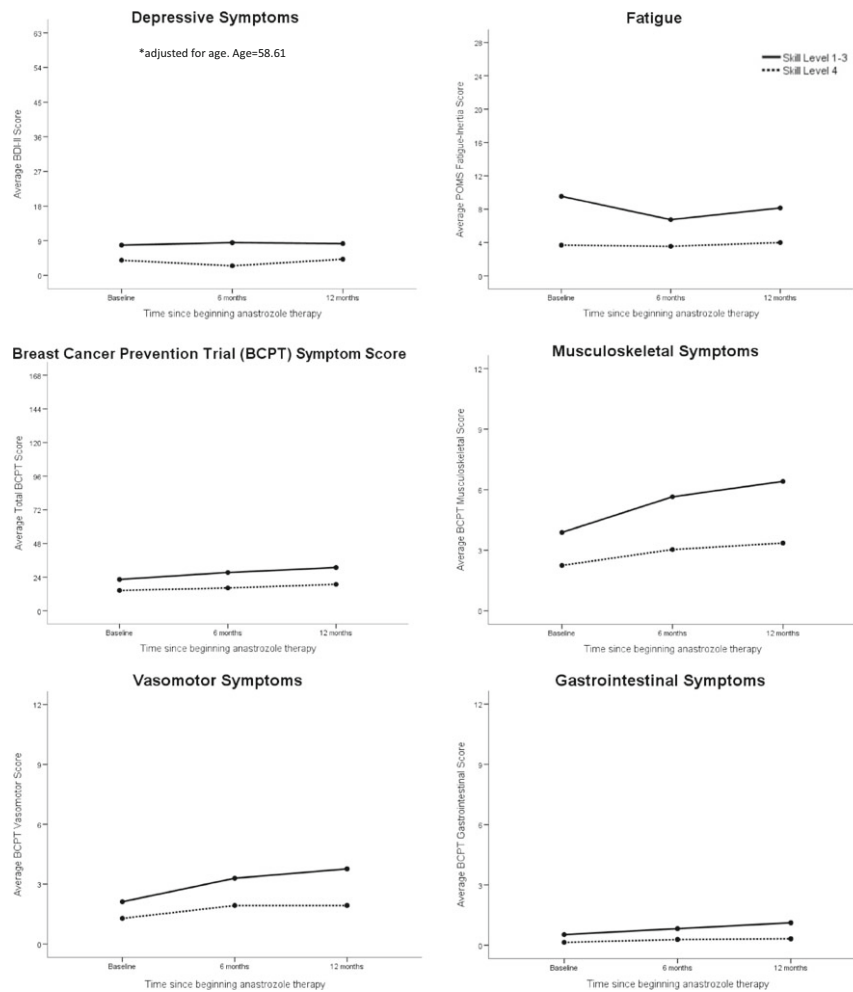 Depressive Symptoms
*adjusted for age. Age=58.61
63
54
45
36
27
18
9
0
Average BDI-II Score
Baseline
6 months
12 months
Time since beginning anastrozole therapy
Fatigue
Skill Level 1-3
Skill Level 4
28
24
20
16
12
8
4
0
Average POMS Fatigue-Inertia Score
Baseline
6 months
12 months
Time since beginning anastrozole therapy
Breast Cancer Prevention Trial (BCPT) Symptom Score
168
144
120
96
72
48
24
0
Average Total BCPT Score
Baseline
6 months
12 months
Time since beginning anastrozole therapy
Musculoskeletal Symptoms
12
9
6
3
0
Average BCPT Musculoskeletal Score
Baseline
6 months
12 months
Time since beginning anastrozole therapy
Vasomotor Symptoms
12
9
6
3
0
Average BCPT Vasomotor Score
Baseline
6 months
12 months
Time since beginning anastrozole therapy
Gastrointestinal Symptoms
12
9
6
3
0
Average BCPT Gastrointestinal Score
Baseline
6 months
12 months
Time since beginning anastrozole therapy